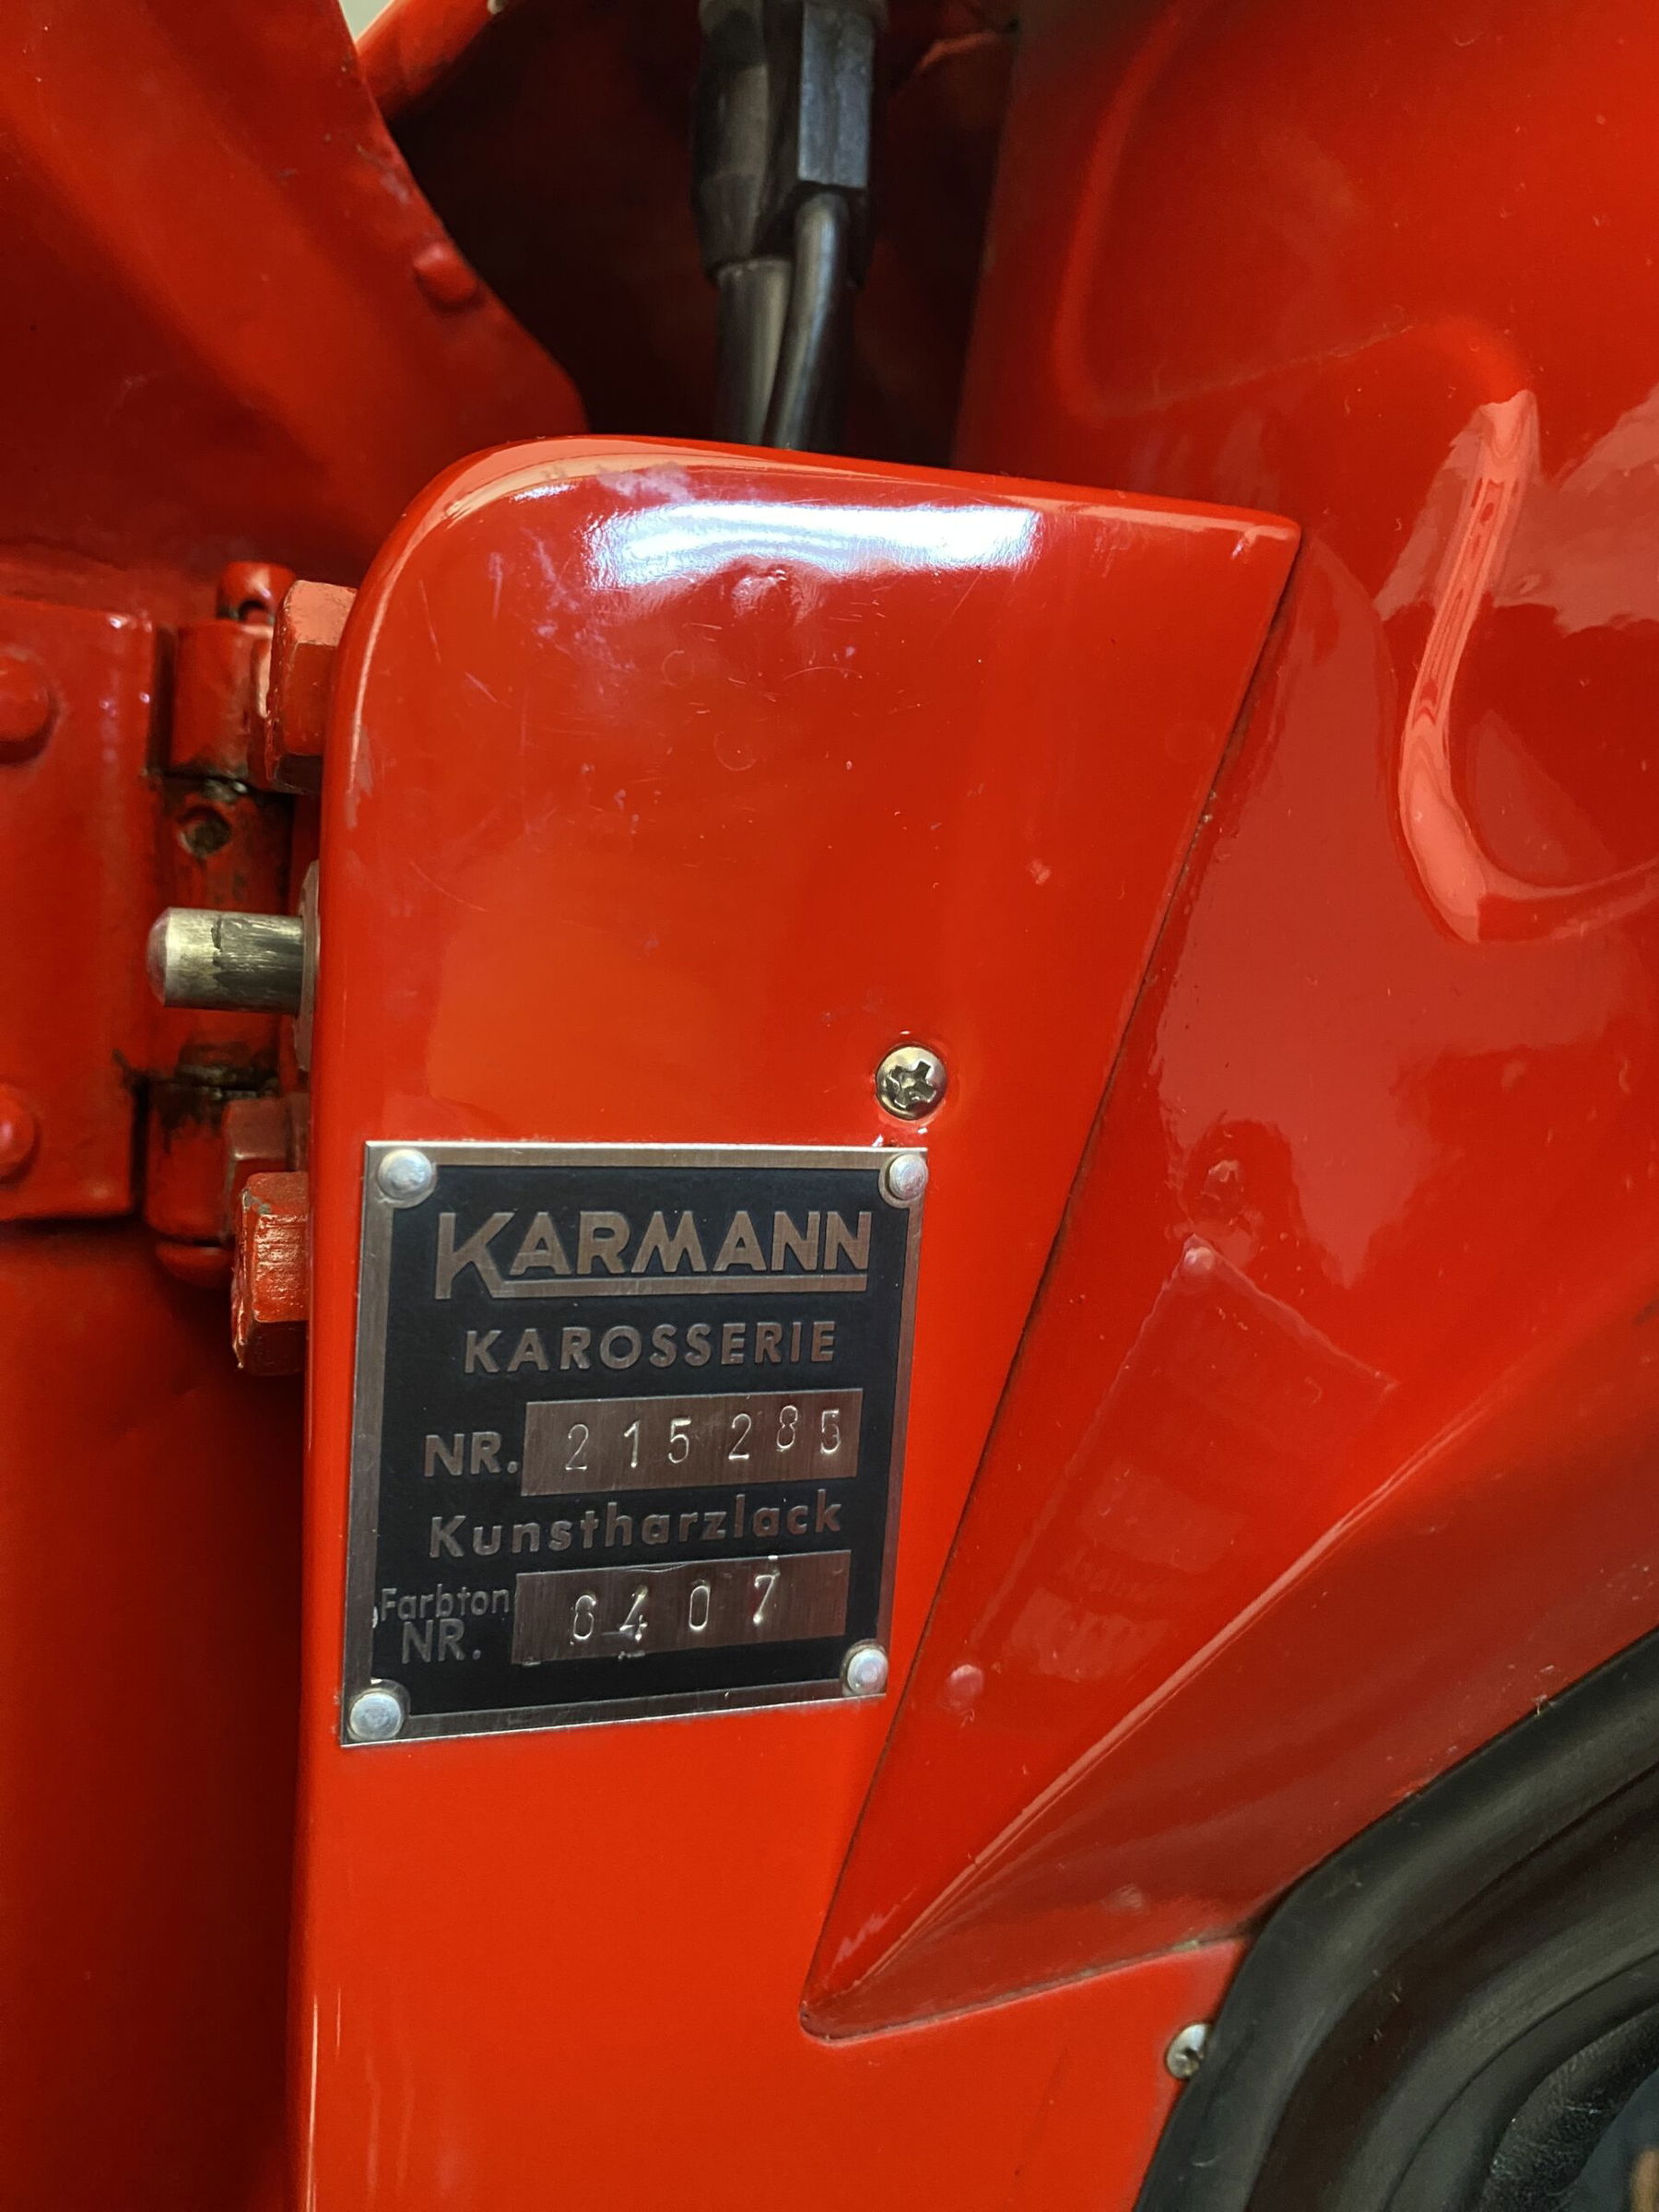 KARMANN
KAROSSERIE
NR. 215285
Kunstharzlack
Farbton
NR. 6407